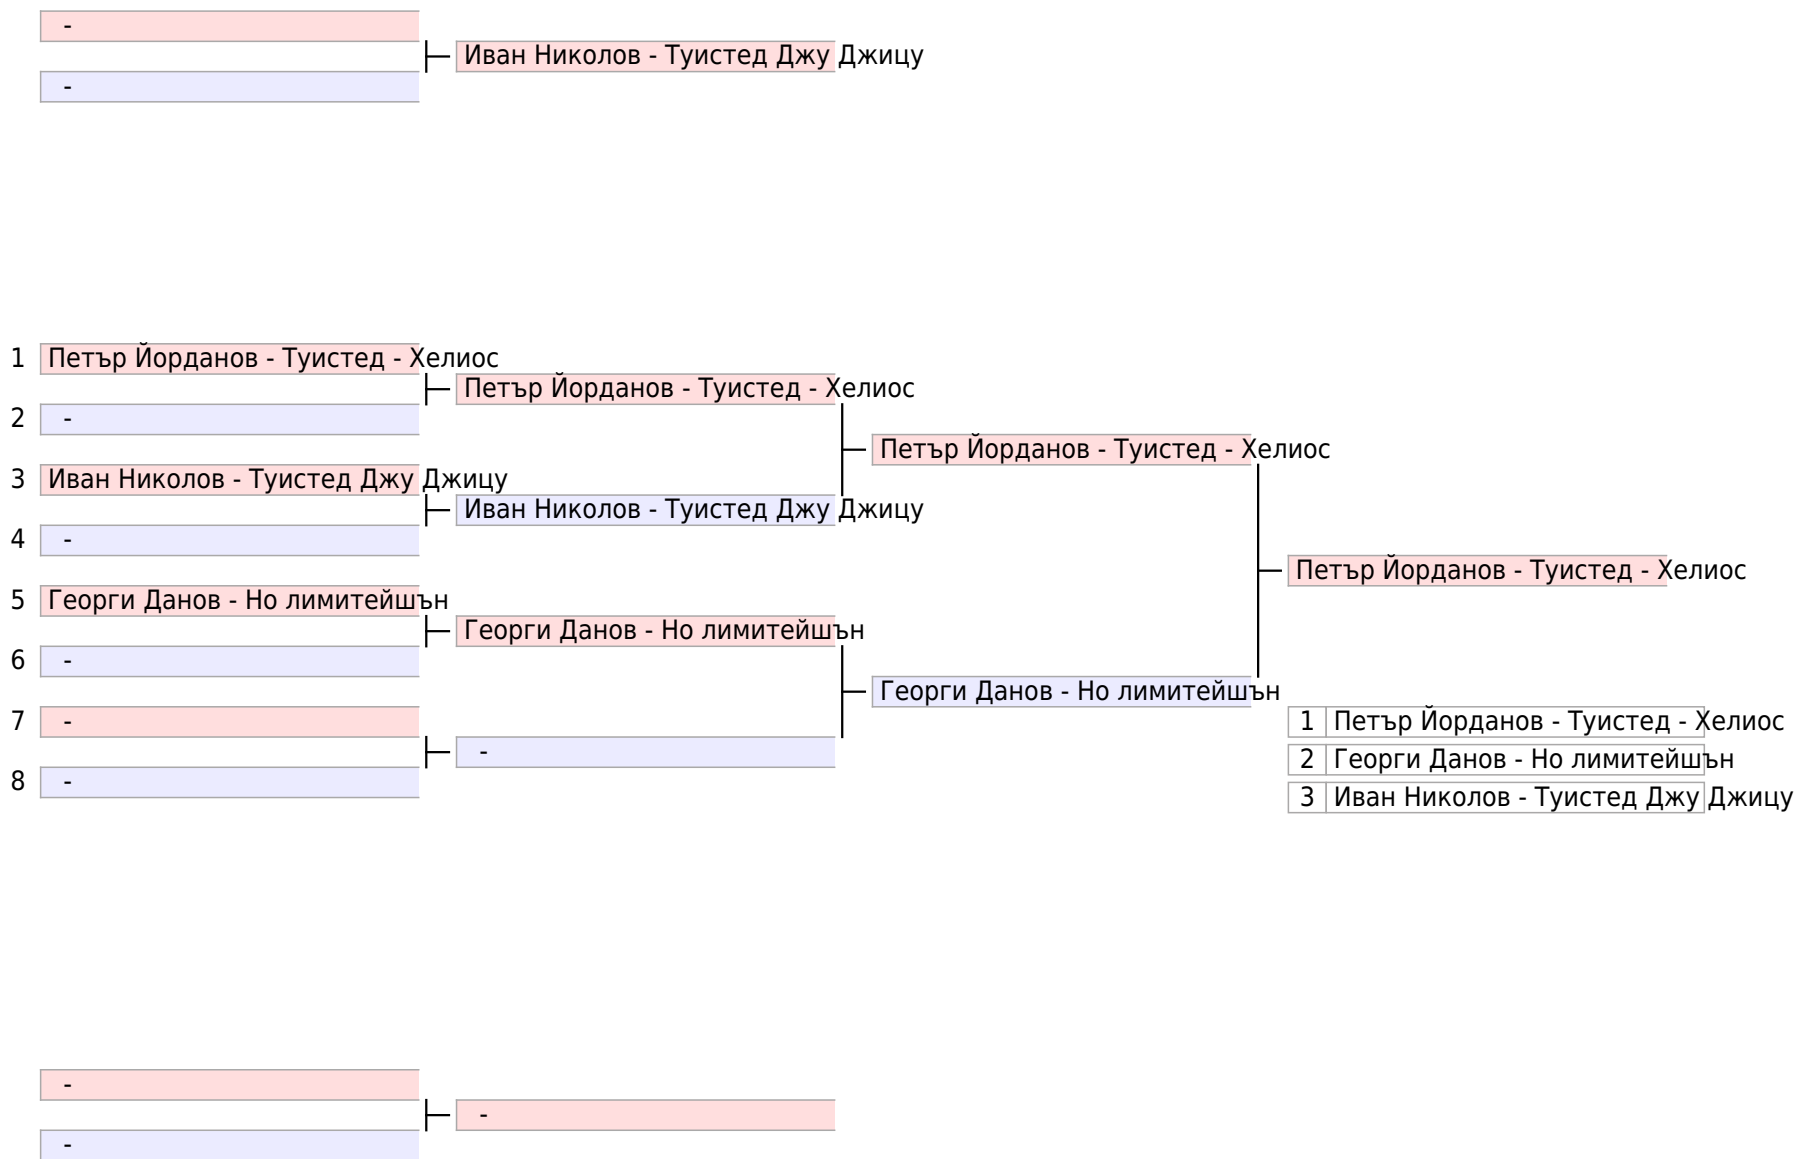 -
Иван Николов - Туистед Джу Джицу
-
1 Петър Йорданов - Туистед - Хелиос
Петър Йорданов - Туистед - Хелиос
2 -
Петър Йорданов - Туистед - Хелиос
3 Иван Николов - Туистед Джу Джицу
Иван Николов - Туистед Джу Джицу
4 -
Петър Йорданов - Туистед - Хелиос
5 Георги Данов - Но лимитейшън
Георги Данов - Но лимитейшън
6 -
Георги Данов - Но лимитейшън
7 -
1 Петър Йорданов - Туистед - Хелиос
-
2 Георги Данов - Но лимитейшън
8 -
3 Иван Николов - Туистед Джу Джицу
-
-
-